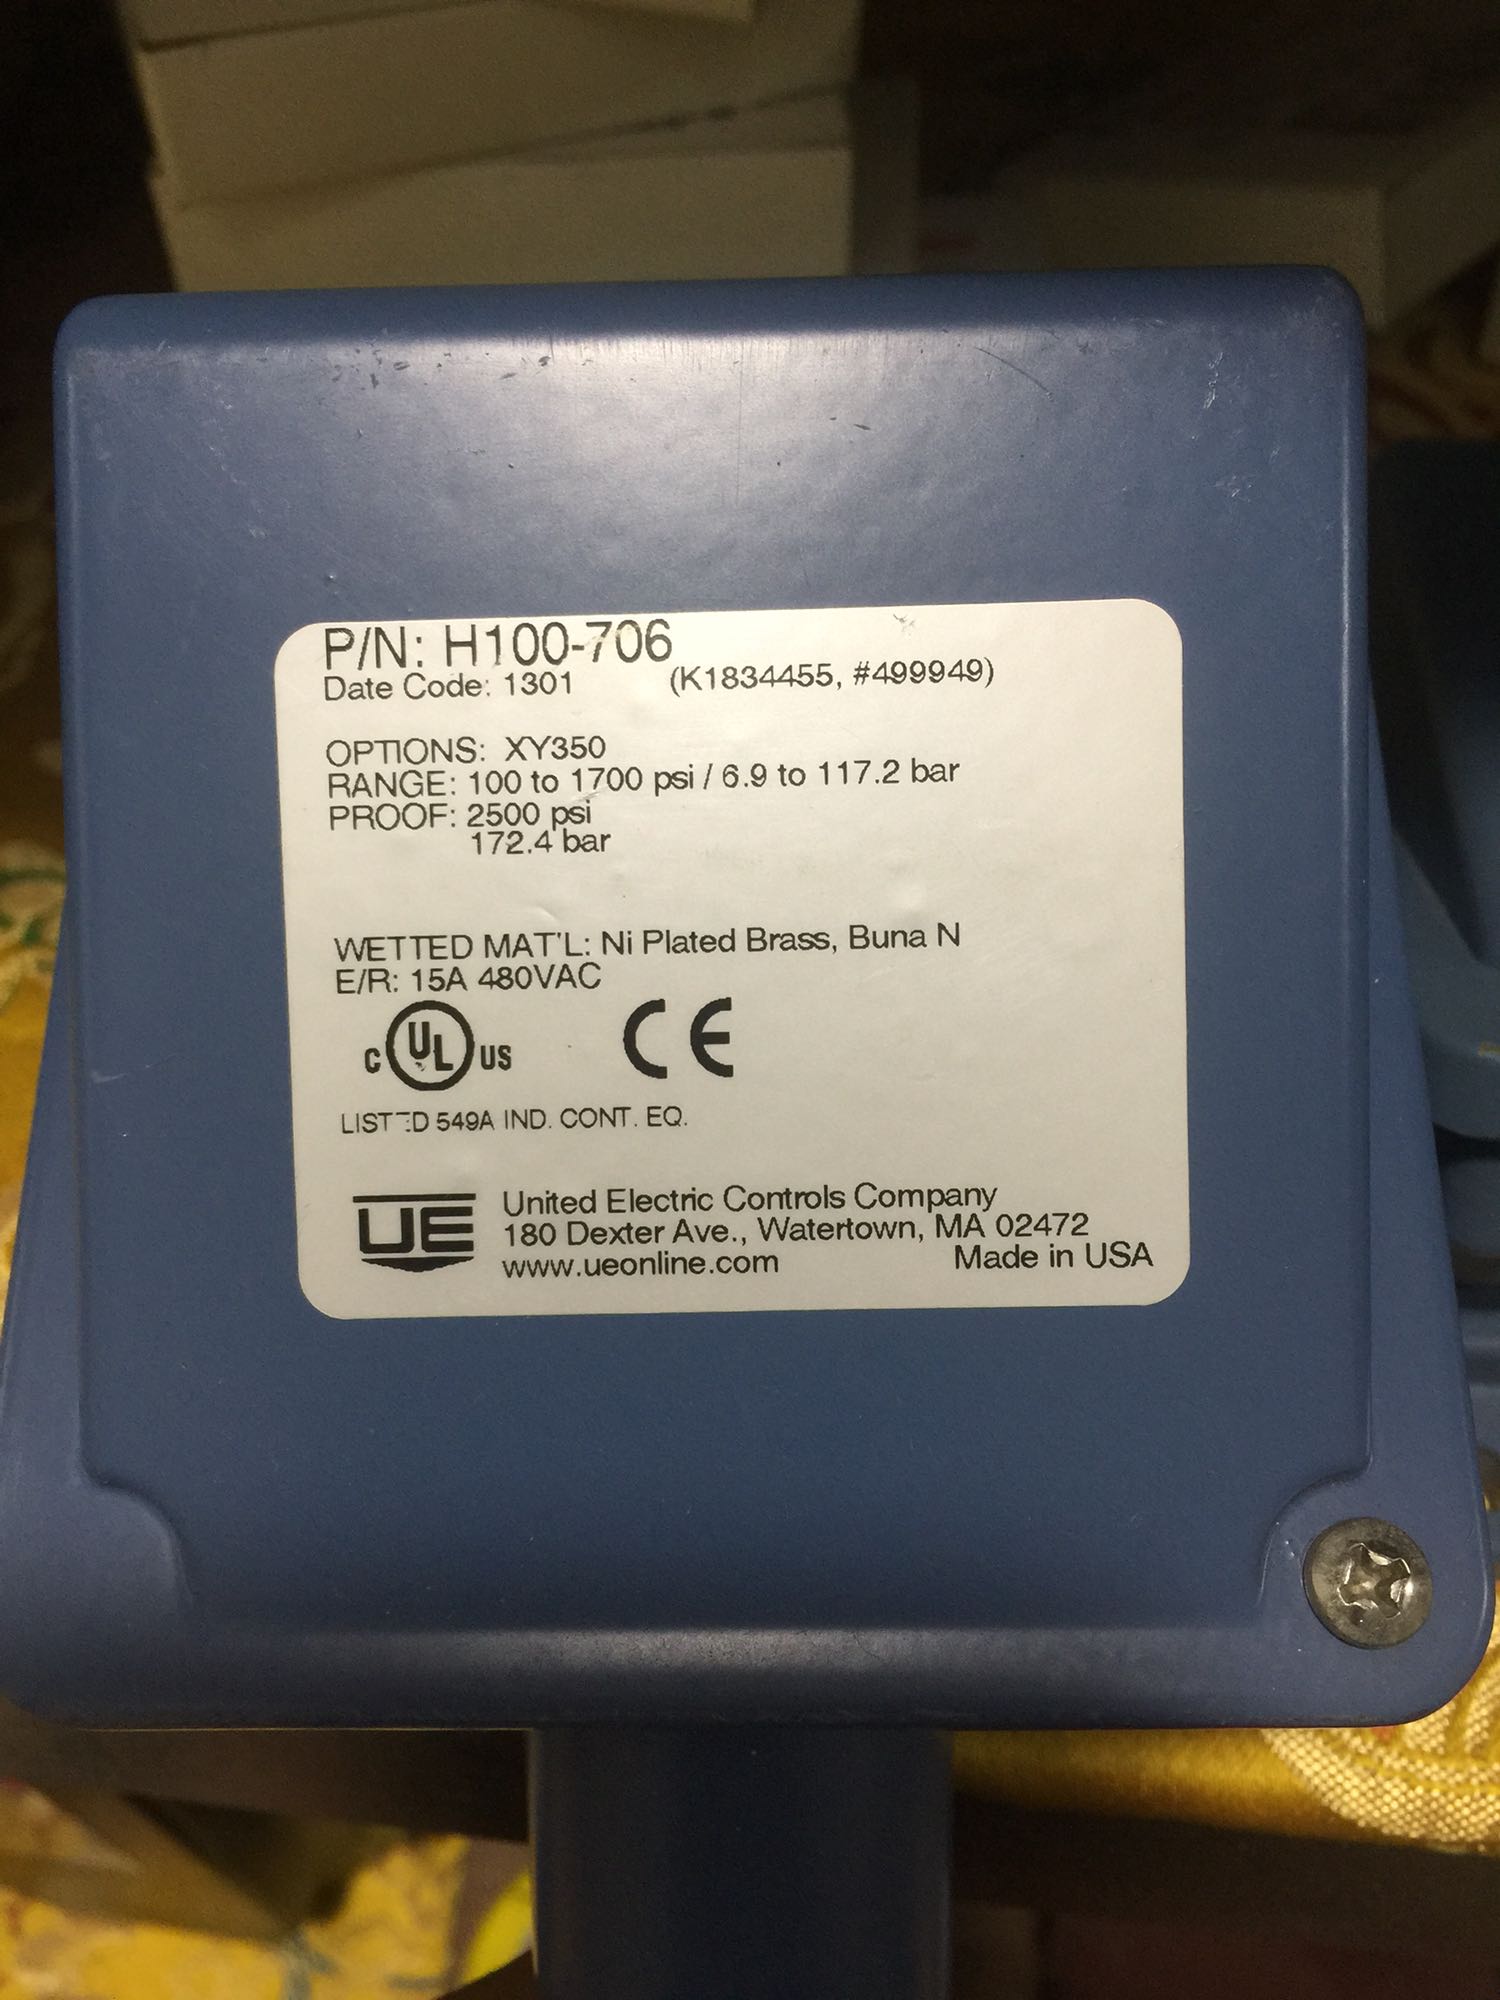 P/N: H100-706
Date Code: 1301 (K1834455, #499949)
OPTIONS: XY350
RANGE: 100 to 1700 psi / 6.9 to 117.2 bar
PROOF: 2500 psi
172.4 bar
WETTED MAT'L: Ni Plated Brass, Buna N
E/R: 15A 480VAC
C UL US CE
LISTED 549A IND. CONT. EQ.
UE United Electric Controls Company
180 Dexter Ave., Watertown, MA 02472
www.ueonline.com Made in USA